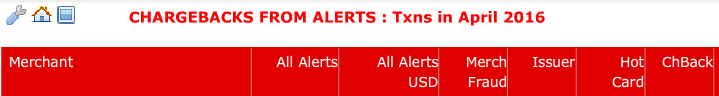 CHARGEBACKS FROM ALERTS : Txns in April 2016
Merchant All Alerts All Alerts USD Merch Fraud Issuer Hot Card ChBack